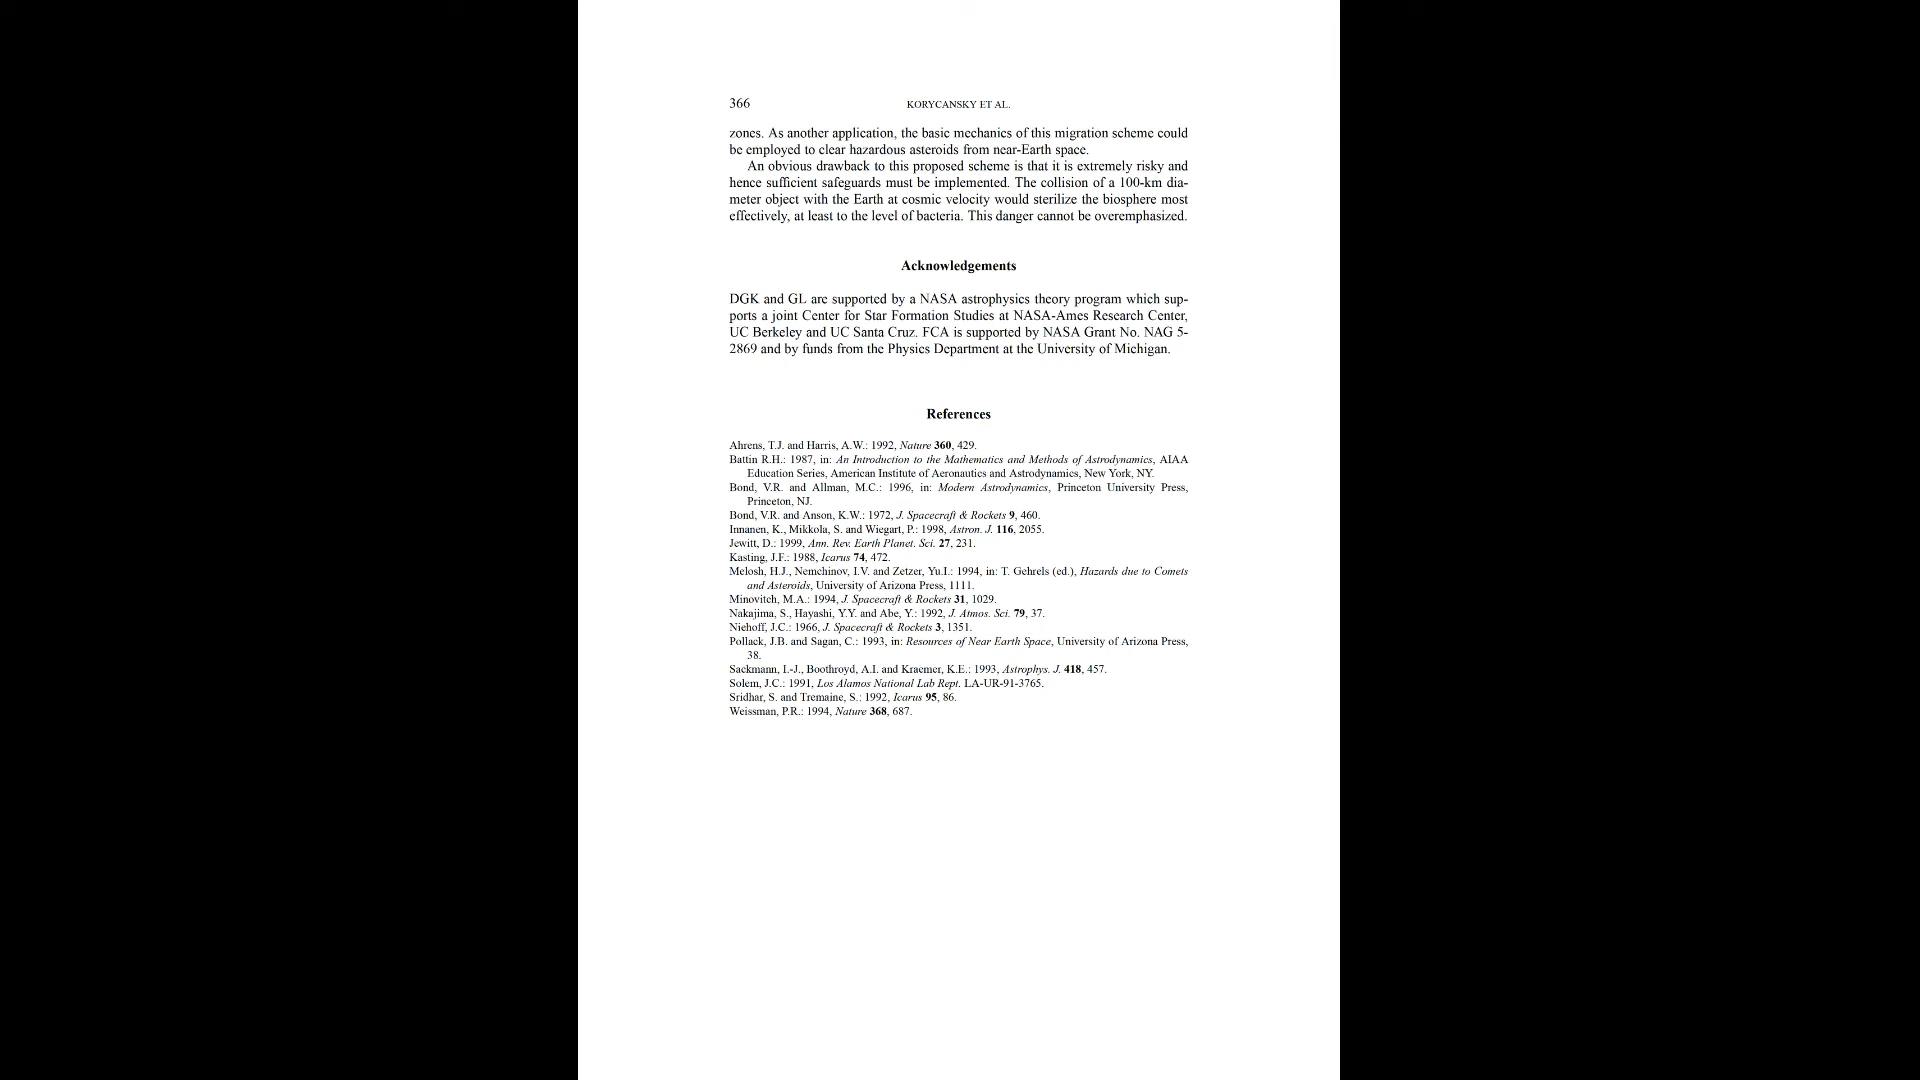 366
KORYCANSKY ET AL.
zones. As another application, the basic mechanics of this migration scheme could
be employed to clear hazardous asteroids from near-Earth space.
An obvious drawback to this proposed scheme is that it is extremely risky and
hence sufficient safeguards must be implemented. The collision of a 100-km dia-
meter object with the Earth at cosmic velocity would sterilize the biosphere most
effectively, at least to the level of bacteria. This danger cannot be overemphasized.
Acknowledgements
DGK and GL are supported by a NASA astrophysics theory program which sup-
ports a joint Center for Star Formation Studies at NASA-Ames Research Center,
UC Berkeley and UC Santa Cruz. FCA is supported by NASA Grant No. NAG 5-
2869 and by funds from the Physics Department at the University of Michigan.
References
Ahrens, T.J. and Harris, A.W.: 1992, Nature 360, 429.
Battin R.H.: 1987, in: An Introduction to the Mathematics and Methods of Astrodynamics, AIAA
Education Series, American Institute of Aeronautics and Astrodynamics, New York, NY.
Bond, V.R. and Allman, M.C.: 1996, in: Modern Astrodynamics, Princeton University Press,
Princeton, NJ.
Bond, V.R. and Anson, K.W.: 1972, J. Spacecraft & Rockets 9, 460.
Innanen, K., Mikkola, S. and Wiegart, P.: 1998, Astron. J. 116, 2055.
Jewitt, D.: 1999, Ann. Rev. Earth Planet. Sci. 27, 231.
Kasting, J.F.: 1988, Icarus 74, 472.
Melosh, H.J., Nemchinov, I.V. and Zetzer, Yu.I.: 1994, in: T. Gehrels (ed.), Hazards due to Comets
and Asteroids, University of Arizona Press, 1111.
Minovitch, M.A.: 1994, J. Spacecraft & Rockets 31, 1029.
Nakajima, S., Hayashi, Y.Y. and Abe, Y.: 1992, J. Atmos. Sci. 79, 37.
Niehoff, J.C.: 1966, J. Spacecraft & Rockets 3, 1351.
Pollack, J.B. and Sagan, C.: 1993, in: Resources of Near Earth Space, University of Arizona Press,
38.
Sackmann, I.-J., Boothroyd, A.I. and Kraemer, K.E.: 1993, Astrophys. J. 418, 457.
Solem, J.C.: 1991, Los Alamos National Lab Rept. LA-UR-91-3765.
Sridhar, S. and Tremaine, S.: 1992, Icarus 95, 86.
Weissman, P.R.: 1994, Nature 368, 687.